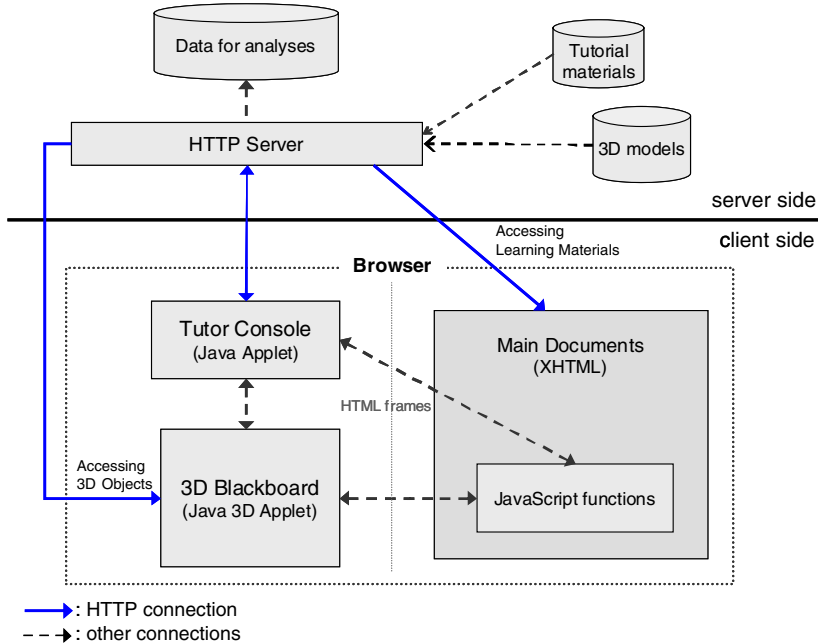 Data for analyses
Tutorial
materials
HTTP Server
3D models
server side
client side
Accessing
Learning Materials
Browser
Tutor Console
(Java Applet)
Main Documents
(XHTML)
HTML frames
Accessing
3D Objects
3D Blackboard
(Java 3D Applet)
JavaScript functions
: HTTP connection
: other connections